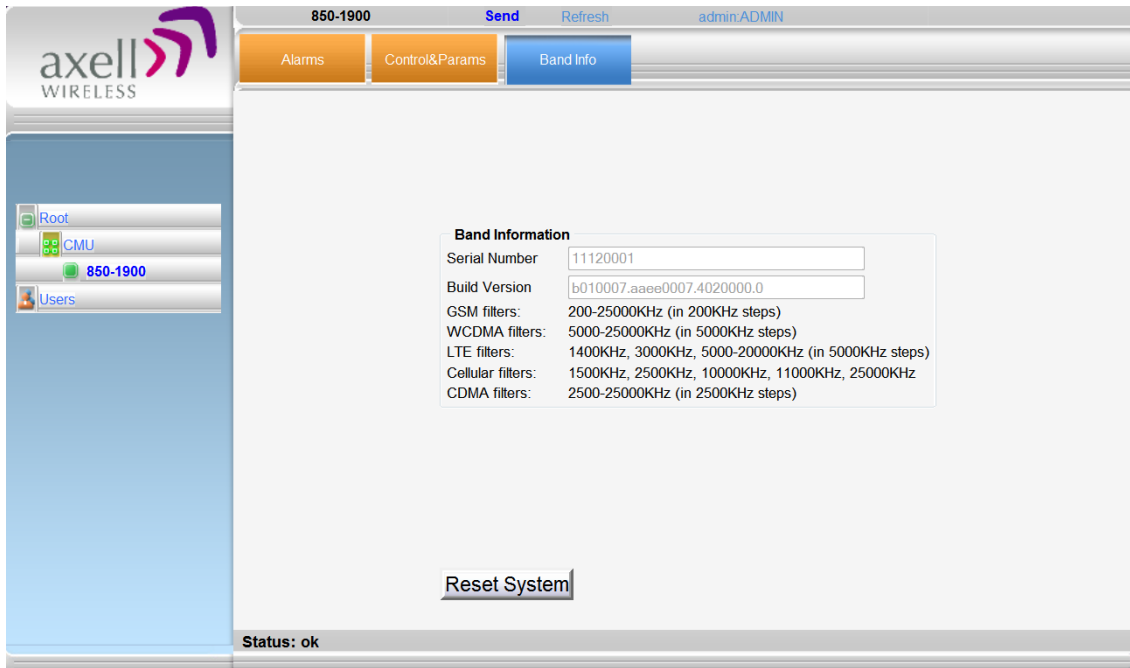 850-1900 Send Refresh admin:ADMIN
axell
WIRELESS
Alarms Control&Params Band Info
Root
CMU
850-1900
Users
Band Information
Serial Number 11120001
Build Version b010007.aaee0007.4020000.0
GSM filters: 200-25000KHz (in 200KHz steps)
WCDMA filters: 5000-25000KHz (in 5000KHz steps)
LTE filters: 1400KHz, 3000KHz, 5000-20000KHz (in 5000KHz steps)
Cellular filters: 1500KHz, 2500KHz, 10000KHz, 11000KHz, 25000KHz
CDMA filters: 2500-25000KHz (in 2500KHz steps)
Reset System
Status: ok